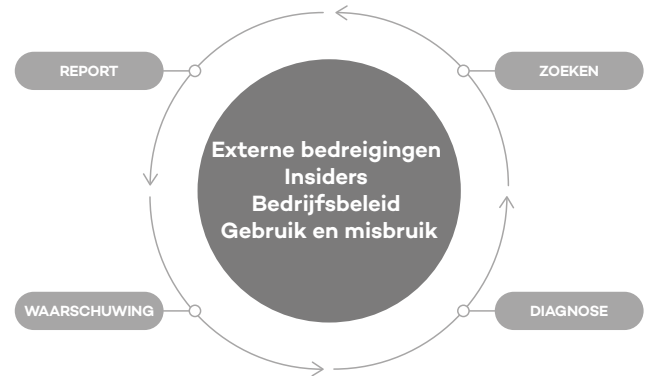 REPORT
ZOEKEN
Externe bedreigingen
Insiders
Bedrijfsbeleid
Gebruik en misbruik
WAARSCHUWING
DIAGNOSE